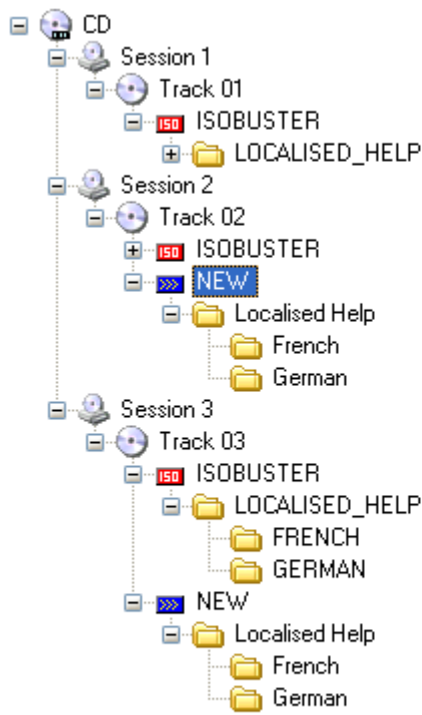 CD
Session 1
Track 01
ISO ISOBUSTER
LOCALISED_HELP
Session 2
Track 02
ISO ISOBUSTER
>>> NEW
Localised Help
French
German
Session 3
Track 03
ISO ISOBUSTER
LOCALISED_HELP
FRENCH
GERMAN
>>> NEW
Localised Help
French
German